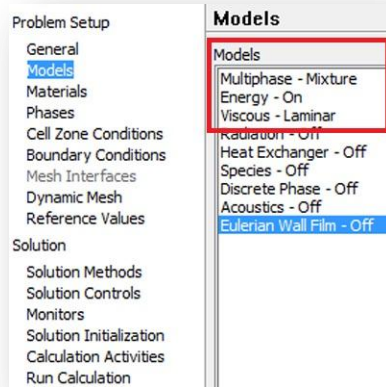 Problem Setup
General
Models
Materials
Phases
Cell Zone Conditions
Boundary Conditions
Mesh Interfaces
Dynamic Mesh
Reference Values
Solution
Solution Methods
Solution Controls
Monitors
Solution Initialization
Calculation Activities
Run Calculation
Models
Models
Multiphase - Mixture
Energy - On
Viscous - Laminar
Radiation - Off
Heat Exchanger - Off
Species - Off
Discrete Phase - Off
Acoustics - Off
Eulerian Wall Film - Off